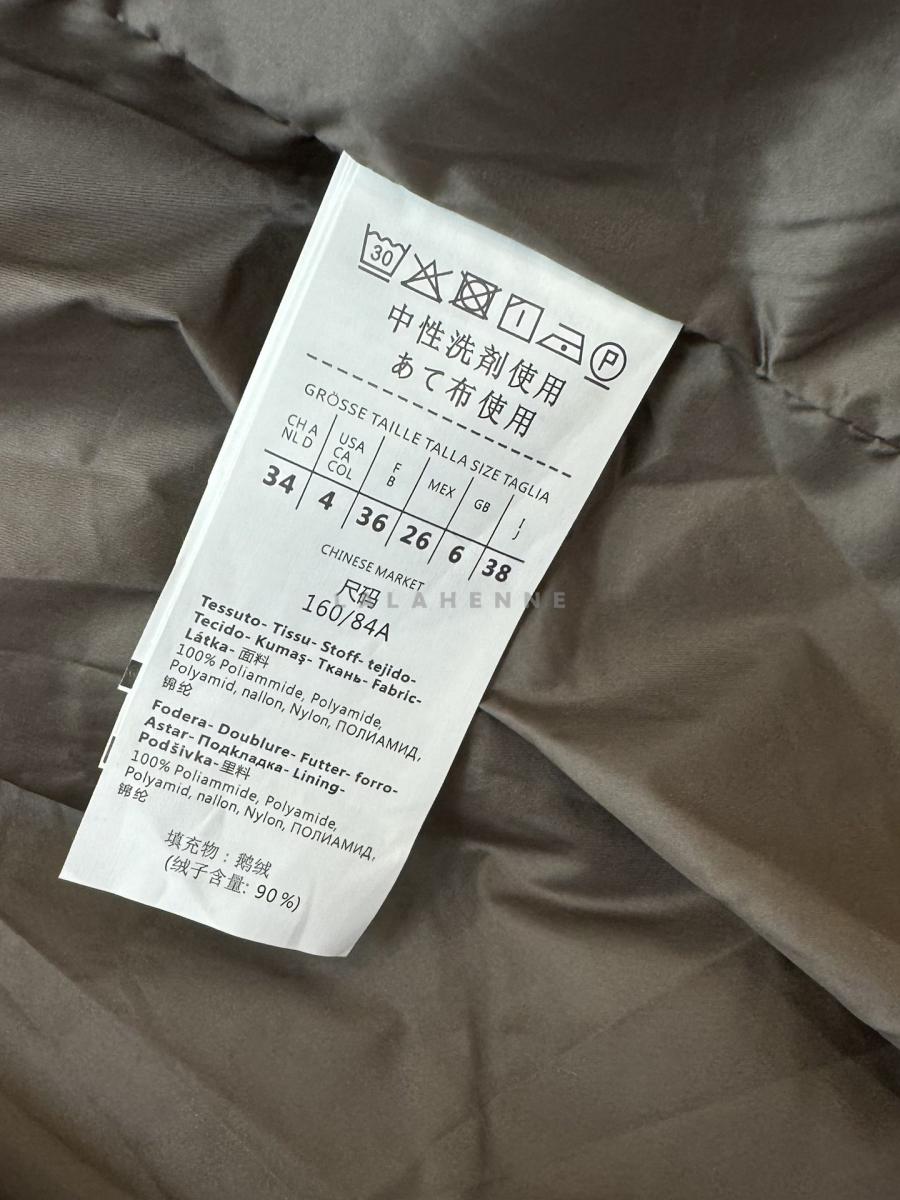 30
P
中性洗剤使用
あて布使用
GRÖSSE TAILLE TALLA SIZE TAGLIA
CH A NL D
USA CA COL
F B
MEX
GB
I J
34 4 36 26 6 38
CHINESE MARKET
尺码
160/84A
LALAHENNE
Tessuto- Tissu- Stoff- tejido-
Tecido- Kumaş- Ткань- Fabric-
Látka- 面料
100% Poliammide, Polyamide,
Polyamid, nallon, Nylon, ПОЛИАМИД,
锦纶
Fodera- Doublure- Futter- forro-
Astar- Подкладка- Lining-
Podšivka- 里料
100% Poliammide, Polyamide,
Polyamid, nallon, Nylon, ПОЛИАМИД,
锦纶
填充物：鹅绒
(绒子含量: 90%)